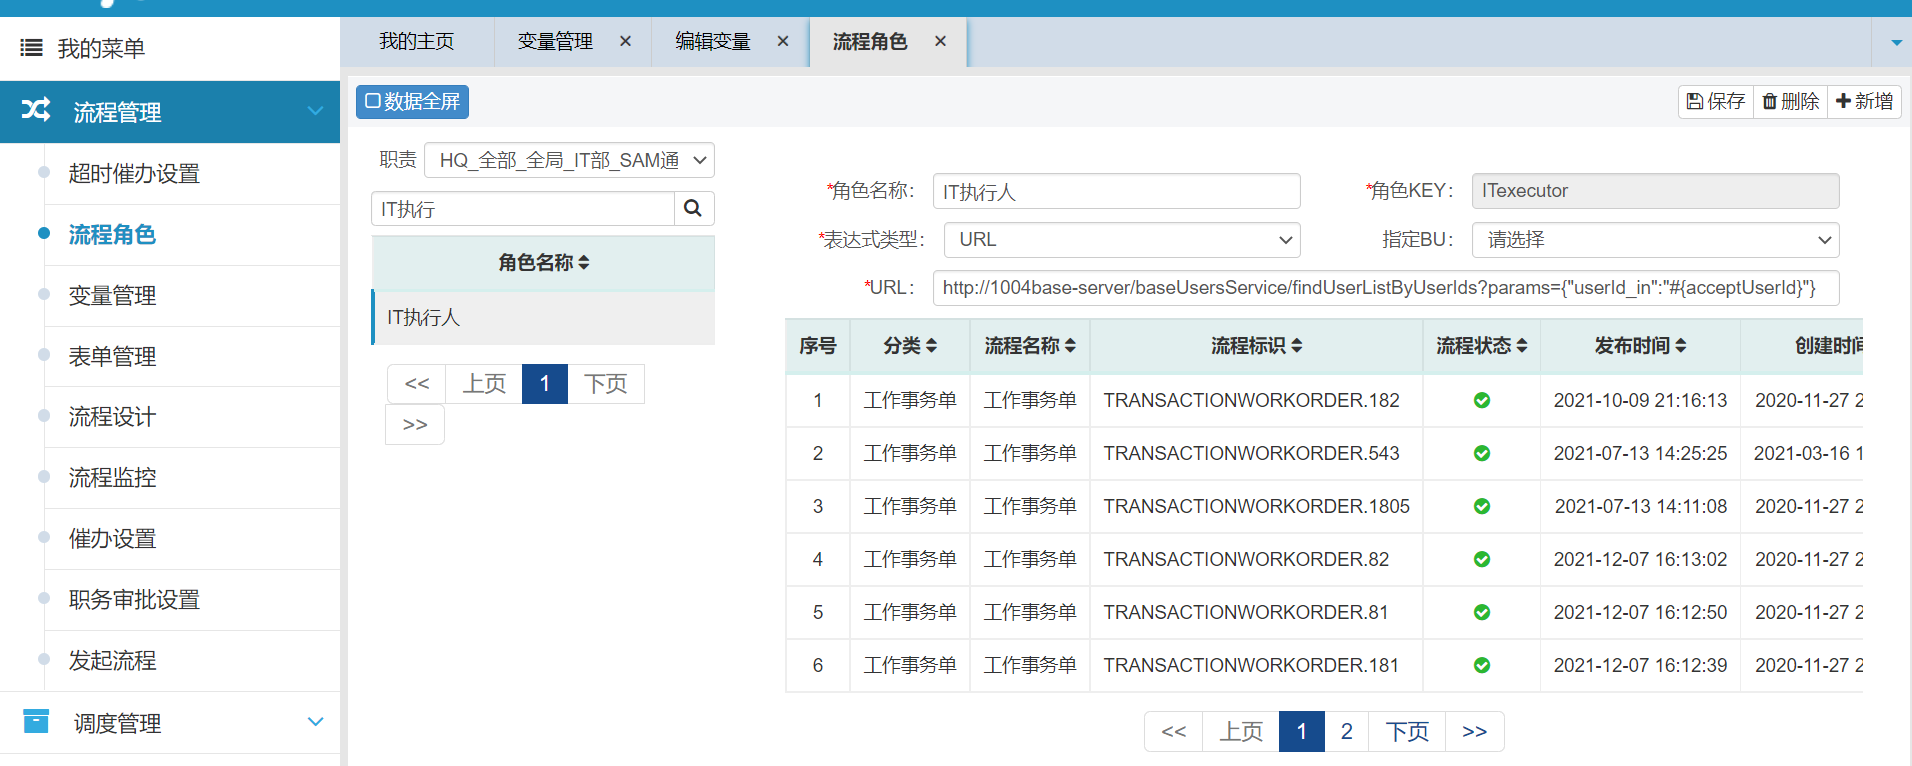 我的菜单
流程管理
超时催办设置
流程角色
变量管理
表单管理
流程设计
流程监控
催办设置
职务审批设置
发起流程
调度管理
我的主页 变量管理 × 编辑变量 × 流程角色 ×
数据全屏 保存 删除 新增
职责 HQ_全部_全局_IT部_SAM通
IT执行
角色名称
IT执行人
<< 上页 1 下页
>>
*角色名称： IT执行人 *角色KEY： ITexecutor
*表达式类型： URL 指定BU： 请选择
*URL： http://1004base-server/baseUsersService/findUserListByUserIds?params={"userId_in":"#{acceptUserId}"}
序号 分类 流程名称 流程标识 流程状态 发布时间 创建时间
1 工作事务单 工作事务单 TRANSACTIONWORKORDER.182 2021-10-09 21:16:13 2020-11-27 2
2 工作事务单 工作事务单 TRANSACTIONWORKORDER.543 2021-07-13 14:25:25 2021-03-16 1
3 工作事务单 工作事务单 TRANSACTIONWORKORDER.1805 2021-07-13 14:11:08 2020-11-27 2
4 工作事务单 工作事务单 TRANSACTIONWORKORDER.82 2021-12-07 16:13:02 2020-11-27 2
5 工作事务单 工作事务单 TRANSACTIONWORKORDER.81 2021-12-07 16:12:50 2020-11-27 2
6 工作事务单 工作事务单 TRANSACTIONWORKORDER.181 2021-12-07 16:12:39 2020-11-27 2
<< 上页 1 2 下页 >>